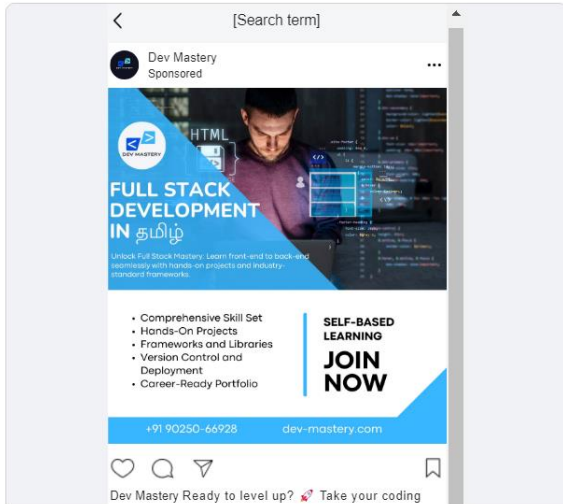 [Search term]
Dev Mastery
Sponsored
HTML
DEV MASTERY
FULL STACK
DEVELOPMENT
IN தமிழ்
Unlock Full Stack Mastery: Learn front-end to back-end
seamlessly with hands-on projects and industry-
standard frameworks.
• Comprehensive Skill Set
• Hands-On Projects
• Frameworks and Libraries
• Version Control and
Deployment
• Career-Ready Portfolio
SELF-BASED
LEARNING
JOIN
NOW
+91 90250-66928
dev-mastery.com
Dev Mastery Ready to level up? 🚀 Take your coding